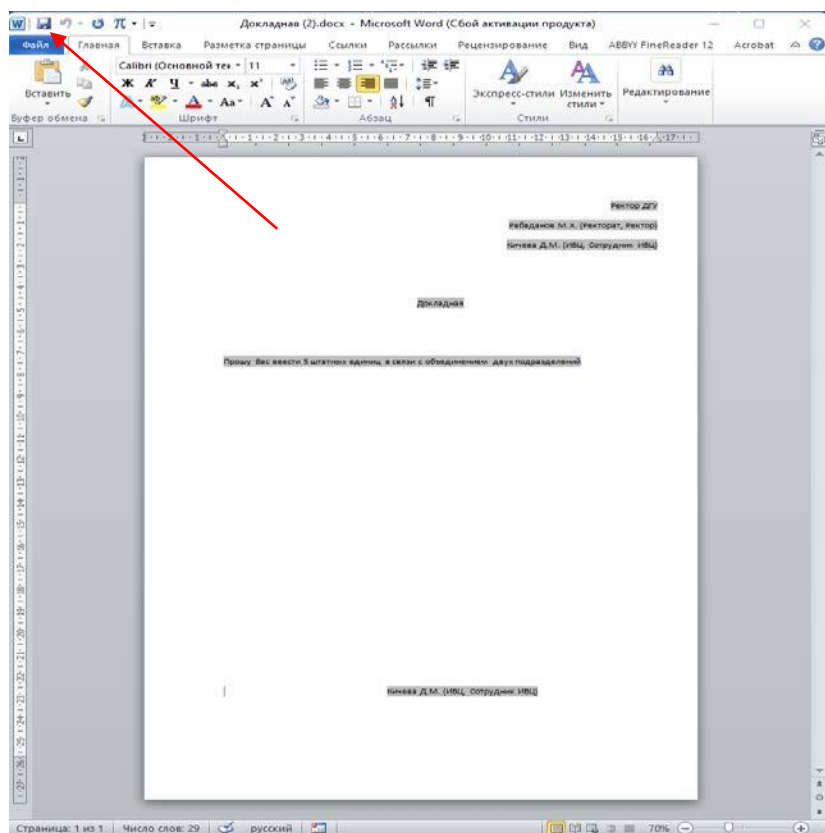 Докладная (2).docx - Microsoft Word (Сбой активации продукта)
Файл Главная Вставка Разметка страницы Ссылки Рассылки Рецензирование Вид ABBYY FineReader 12 Acrobat
Calibri (Основной тек 11
Вставить
Ж К Ч abc x, x'
Aa A A
Экспресс-стили Изменить стили Редактирование
Буфер обмена Шрифт Абзац Стили
Ректор ДГУ
Рабаданов М.Х. (Ректорат, Ректор)
Кичева Д.М. (ИВЦ, Сотрудник ИВЦ)
Докладная
Прошу Вас ввести 5 штатных единиц в связи с объединением двух подразделений
Кичева Д.М. (ИВЦ, Сотрудник ИВЦ)
Страница: 1 из 1 Число слов: 29 русский 70%